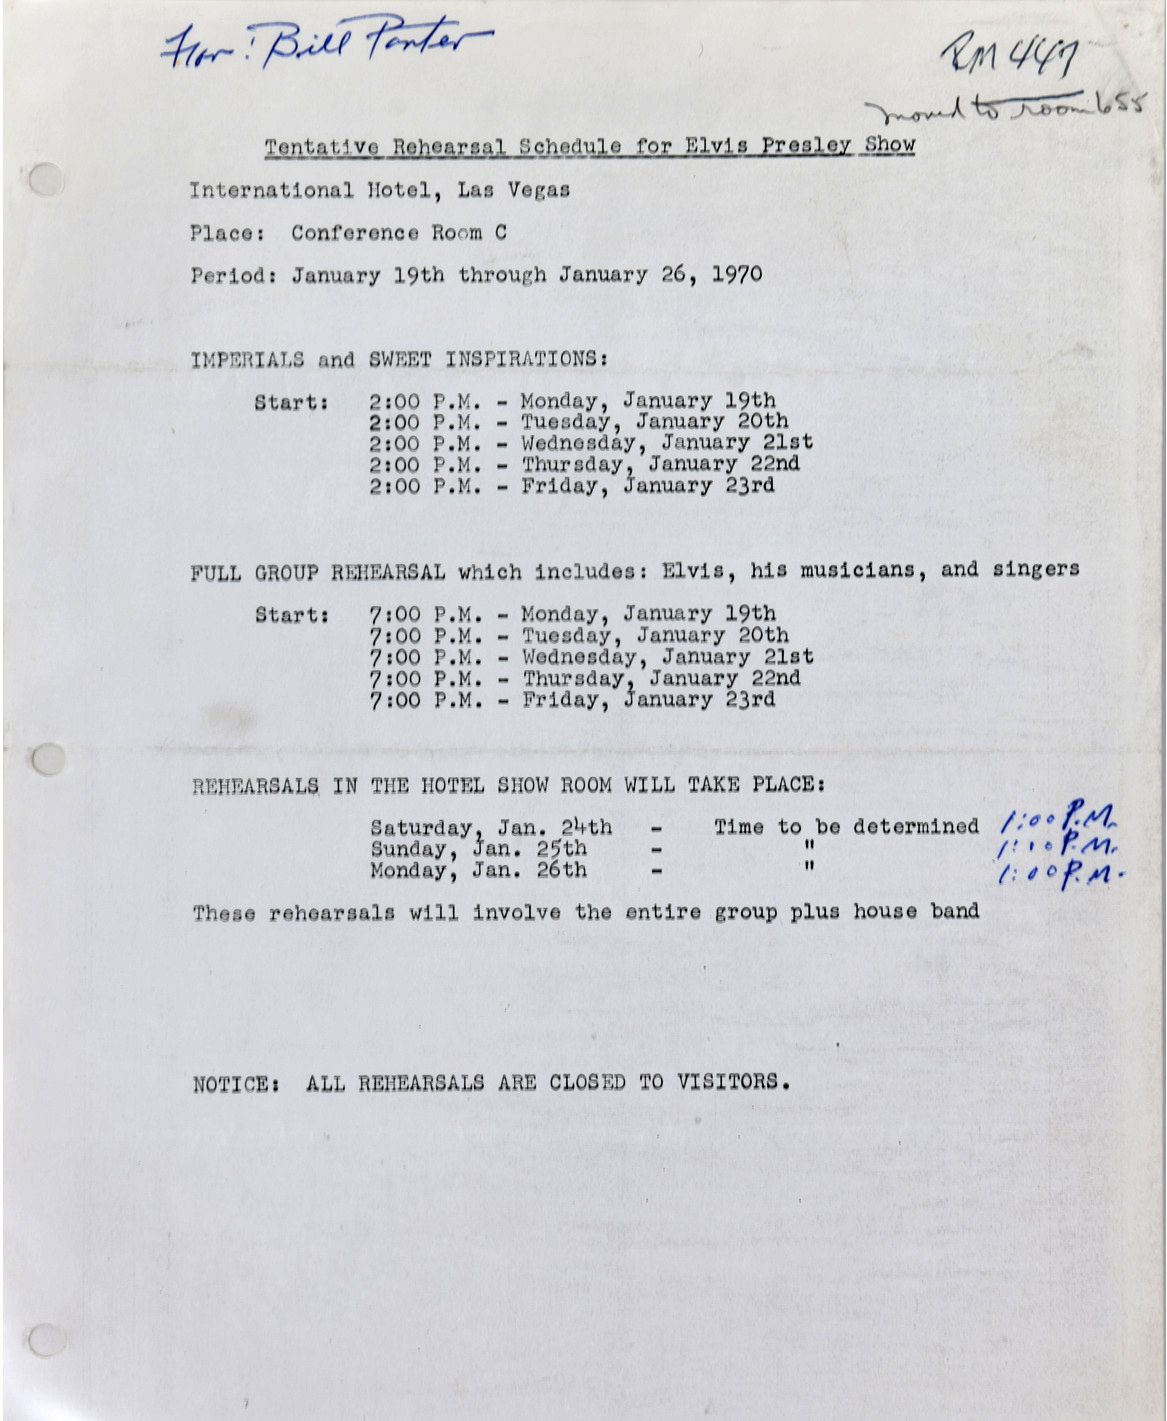 For: Bill Porter
RM 447
moved to room 655
Tentative Rehearsal Schedule for Elvis Presley Show
International Hotel, Las Vegas
Place: Conference Room C
Period: January 19th through January 26, 1970
IMPERIALS and SWEET INSPIRATIONS:
Start: 2:00 P.M. - Monday, January 19th
2:00 P.M. - Tuesday, January 20th
2:00 P.M. - Wednesday, January 21st
2:00 P.M. - Thursday, January 22nd
2:00 P.M. - Friday, January 23rd
FULL GROUP REHEARSAL which includes: Elvis, his musicians, and singers
Start: 7:00 P.M. - Monday, January 19th
7:00 P.M. - Tuesday, January 20th
7:00 P.M. - Wednesday, January 21st
7:00 P.M. - Thursday, January 22nd
7:00 P.M. - Friday, January 23rd
REHEARSALS IN THE HOTEL SHOW ROOM WILL TAKE PLACE:
Saturday, Jan. 24th - Time to be determined 1:00 P.M.
Sunday, Jan. 25th - " 1:00 P.M.
Monday, Jan. 26th - " 1:00 P.M.
These rehearsals will involve the entire group plus house band
NOTICE: ALL REHEARSALS ARE CLOSED TO VISITORS.